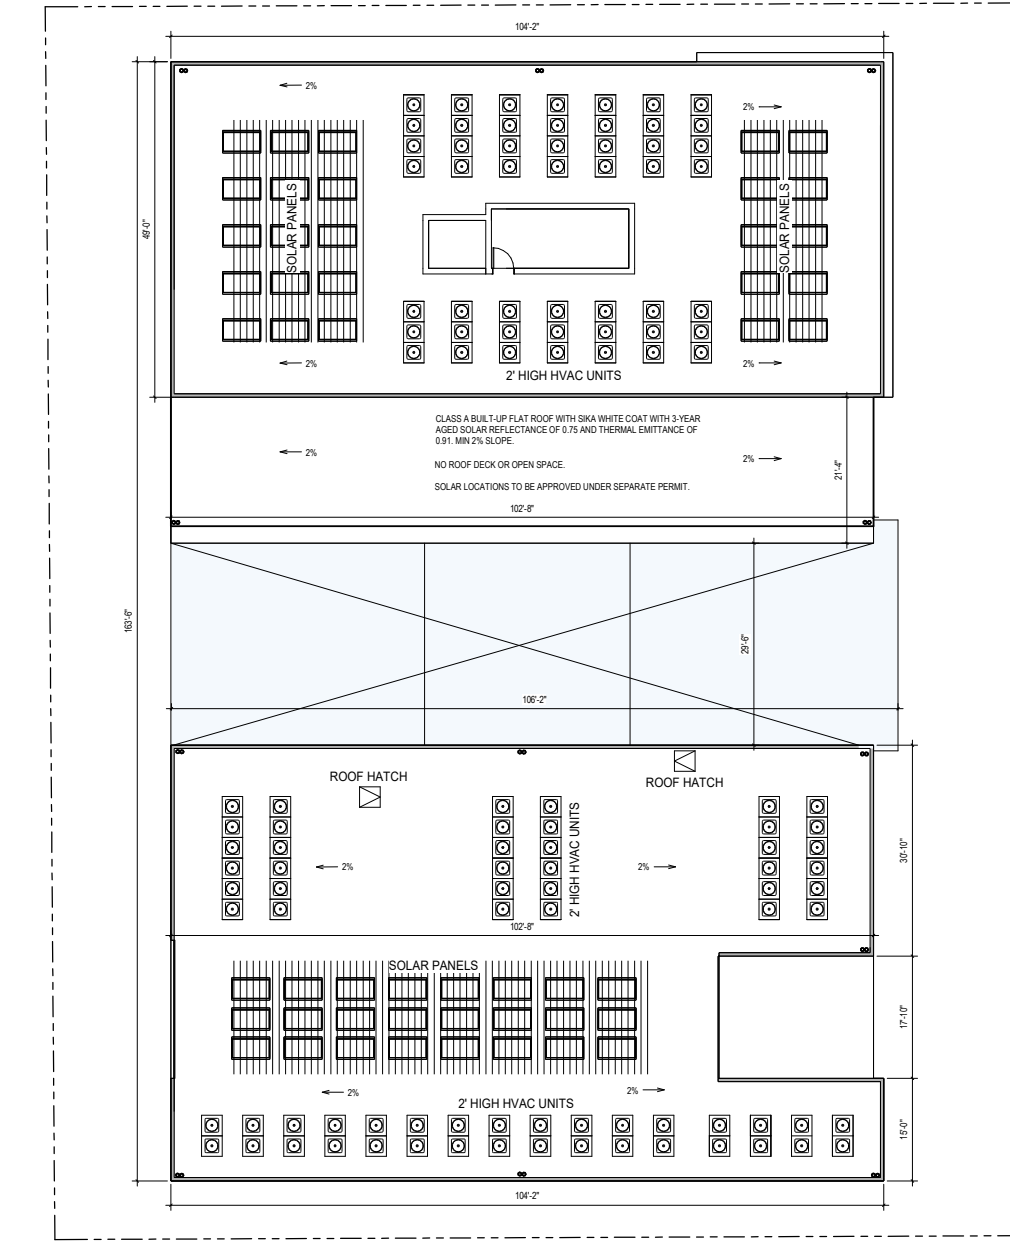 104'-2"
2%
2%
49'-0"
SOLAR PANELS
SOLAR PANELS
2%
2%
2' HIGH HVAC UNITS
CLASS A BUILT-UP FLAT ROOF WITH SIKA WHITE COAT WITH 3-YEAR
AGED SOLAR REFLECTANCE OF 0.75 AND THERMAL EMITTANCE OF
0.91. MIN 2% SLOPE.
2%
2%
NO ROOF DECK OR OPEN SPACE.
21'-4"
SOLAR LOCATIONS TO BE APPROVED UNDER SEPARATE PERMIT.
102'-8"
163'-6"
29'-6"
106'-2"
ROOF HATCH
ROOF HATCH
2' HIGH HVAC UNITS
30'-10"
2%
2%
102'-8"
SOLAR PANELS
17'-10"
2%
2%
2' HIGH HVAC UNITS
15'-0"
104'-2"